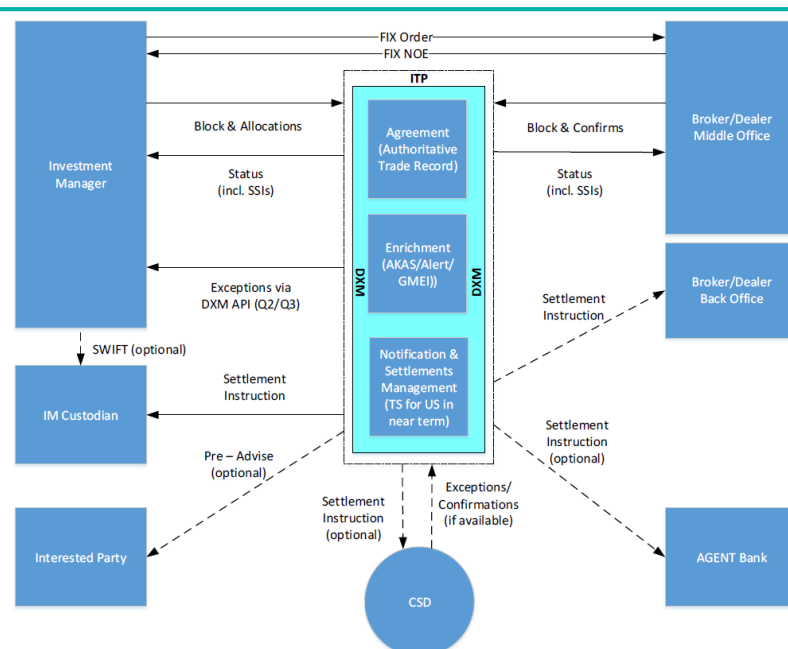 FIX Order
FIX NOE
ITP
Investment
Manager
Block & Allocations
Status
(incl. SSIs)
Exceptions via
DXM API (Q2/Q3)
SWIFT (optional)
IM Custodian
Settlement
Instruction
Pre – Advise
(optional)
Interested Party
DXM
Agreement
(Authoritative
Trade Record)
Enrichment
(AKAS/Alert/
GMEI))
Notification &
Settlements
Management
(TS for US in
near term)
DXM
Settlement
Instruction
(optional)
Exceptions/
Confirmations
(if available)
CSD
Block & Confirms
Status
(incl. SSIs)
Broker/Dealer
Middle Office
Settlement
Instruction
Broker/Dealer
Back Office
Settlement
Instruction
(optional)
AGENT Bank